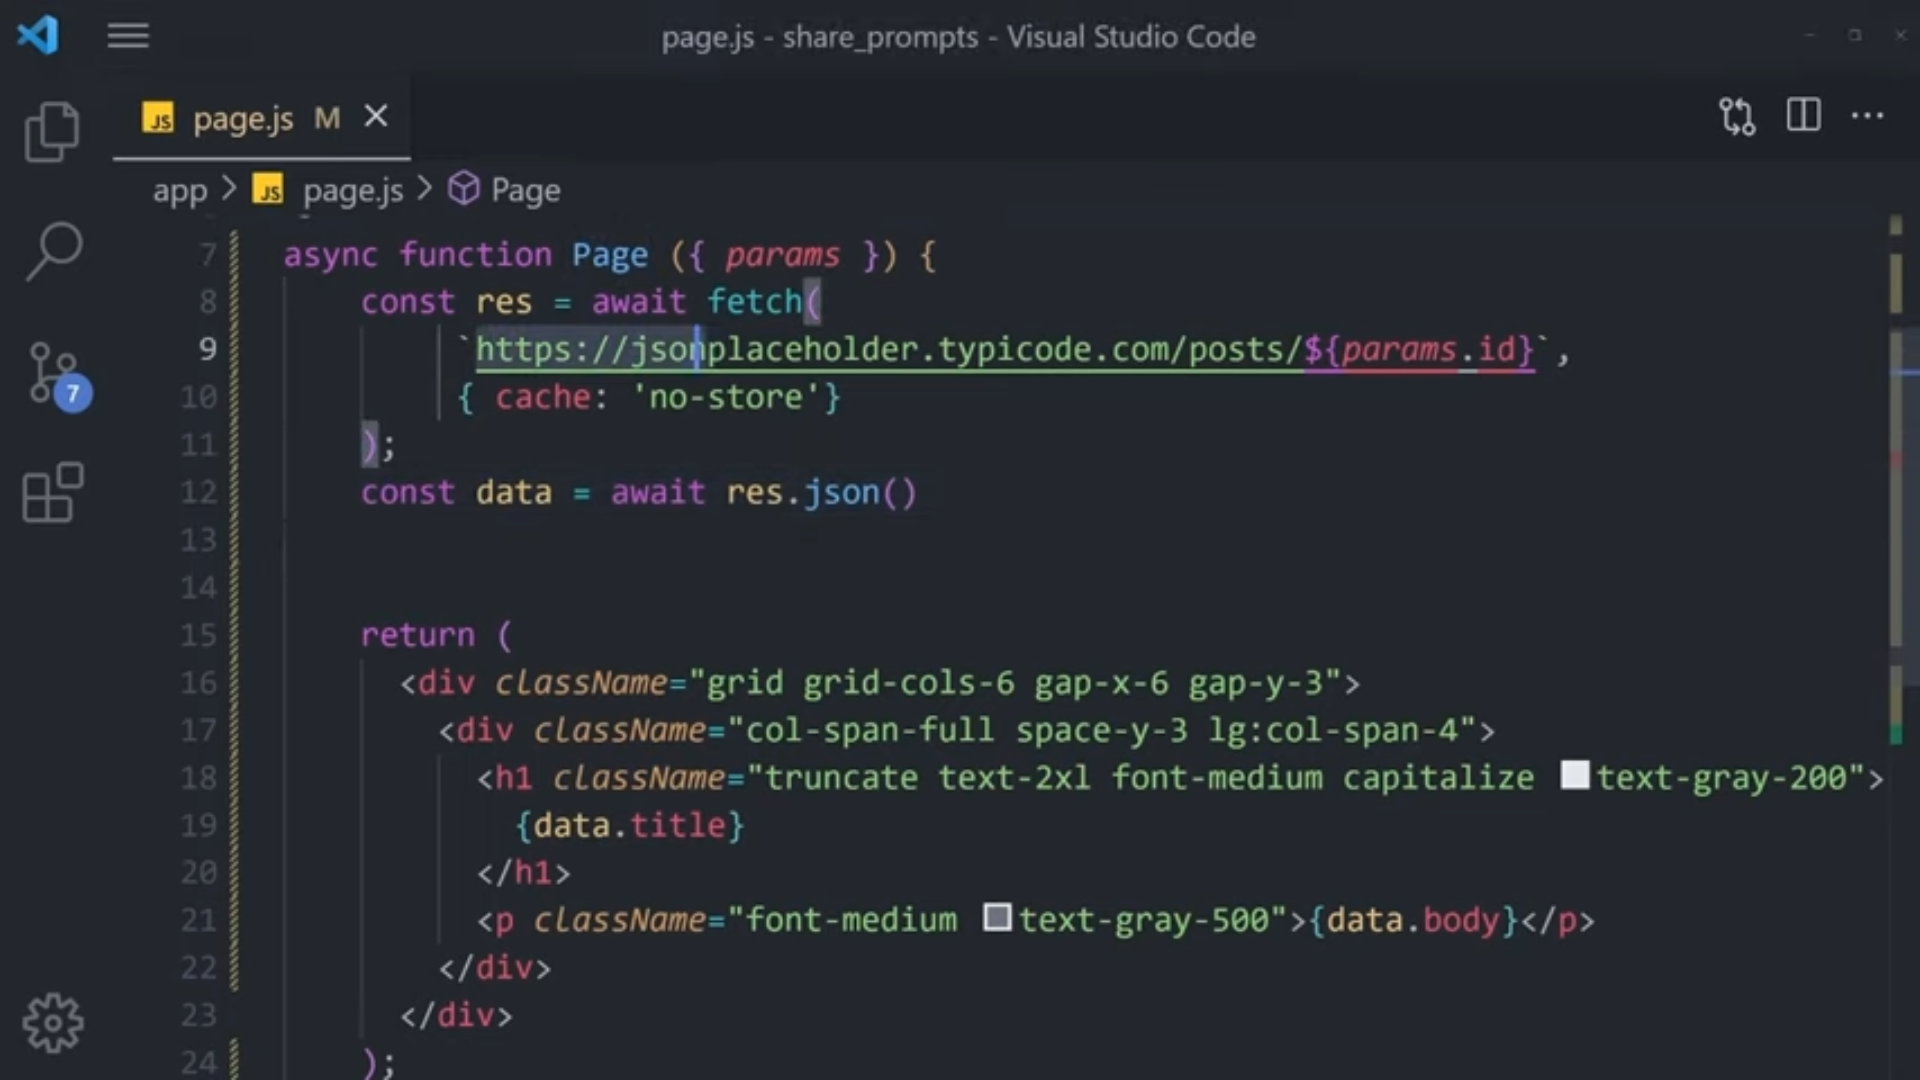 page.js - share_prompts - Visual Studio Code
JS page.js M
app > JS page.js > Page
7 async function Page ({ params }) {
8 const res = await fetch(
9 `https://jsonplaceholder.typicode.com/posts/${params.id}`,
10 { cache: 'no-store'}
11 );
12 const data = await res.json()
13
14
15 return (
16 <div className="grid grid-cols-6 gap-x-6 gap-y-3">
17 <div className="col-span-full space-y-3 lg:col-span-4">
18 <h1 className="truncate text-2xl font-medium capitalize text-gray-200">
19 {data.title}
20 </h1>
21 <p className="font-medium text-gray-500">{data.body}</p>
22 </div>
23 </div>
24 );
7